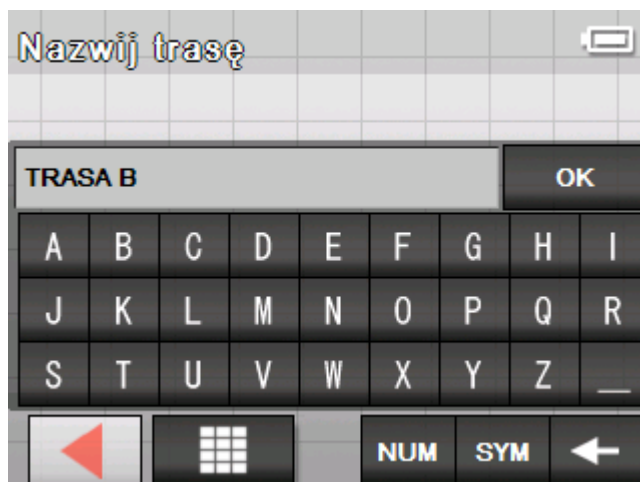 Nazwij trasę
TRASA B OK
A B C D E F G H I
J K L M N O P Q R
S T U V W X Y Z _
NUM SYM